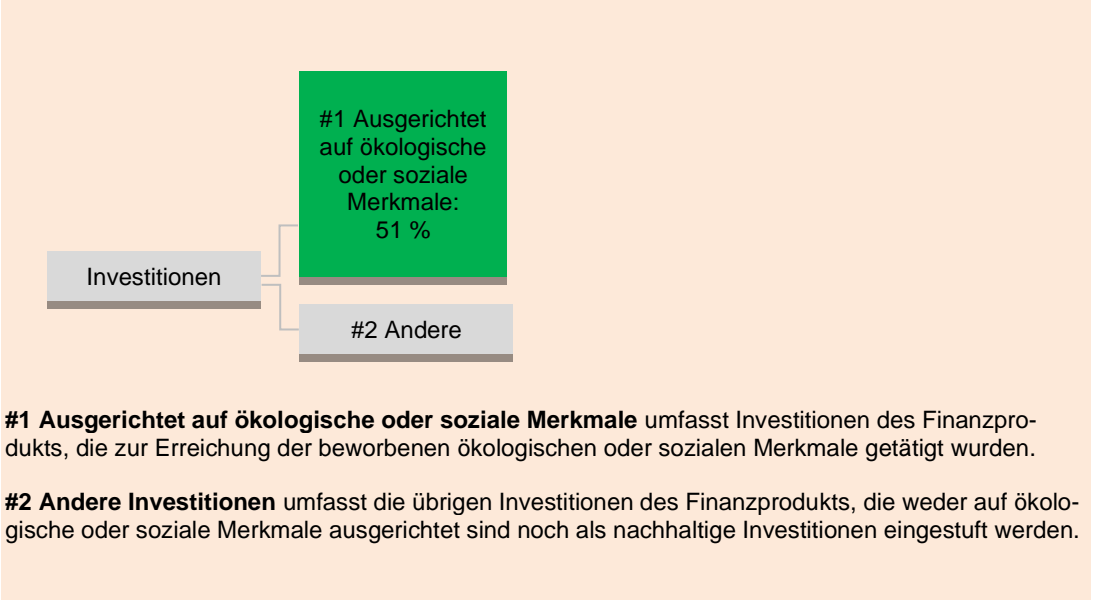 #1 Ausgerichtet
auf ökologische
oder soziale
Merkmale:
51 %
Investitionen
#2 Andere
#1 Ausgerichtet auf ökologische oder soziale Merkmale umfasst Investitionen des Finanzpro-
dukts, die zur Erreichung der beworbenen ökologischen oder sozialen Merkmale getätigt wurden.
#2 Andere Investitionen umfasst die übrigen Investitionen des Finanzprodukts, die weder auf ökolo-
gische oder soziale Merkmale ausgerichtet sind noch als nachhaltige Investitionen eingestuft werden.